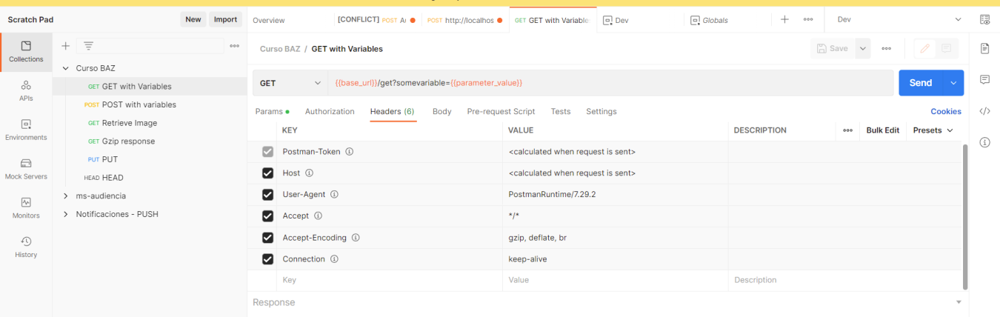 Scratch Pad New Import Overview [CONFLICT] POST Au POST http://localhos GET GET with Variable Dev Globals Dev
Collections
APIs
Environments
Mock Servers
Monitors
History
Curso BAZ
GET GET with Variables
POST POST with variables
GET Retrieve Image
GET Gzip response
PUT PUT
HEAD HEAD
ms-audiencia
Notificaciones - PUSH
Curso BAZ / GET with Variables Save
GET {{base_url}}/get?somevariable={{parameter_value}} Send
Params Authorization Headers (6) Body Pre-request Script Tests Settings Cookies
KEY VALUE DESCRIPTION Bulk Edit Presets
Postman-Token <calculated when request is sent>
Host <calculated when request is sent>
User-Agent PostmanRuntime/7.29.2
Accept */*
Accept-Encoding gzip, deflate, br
Connection keep-alive
Key Value Description
Response